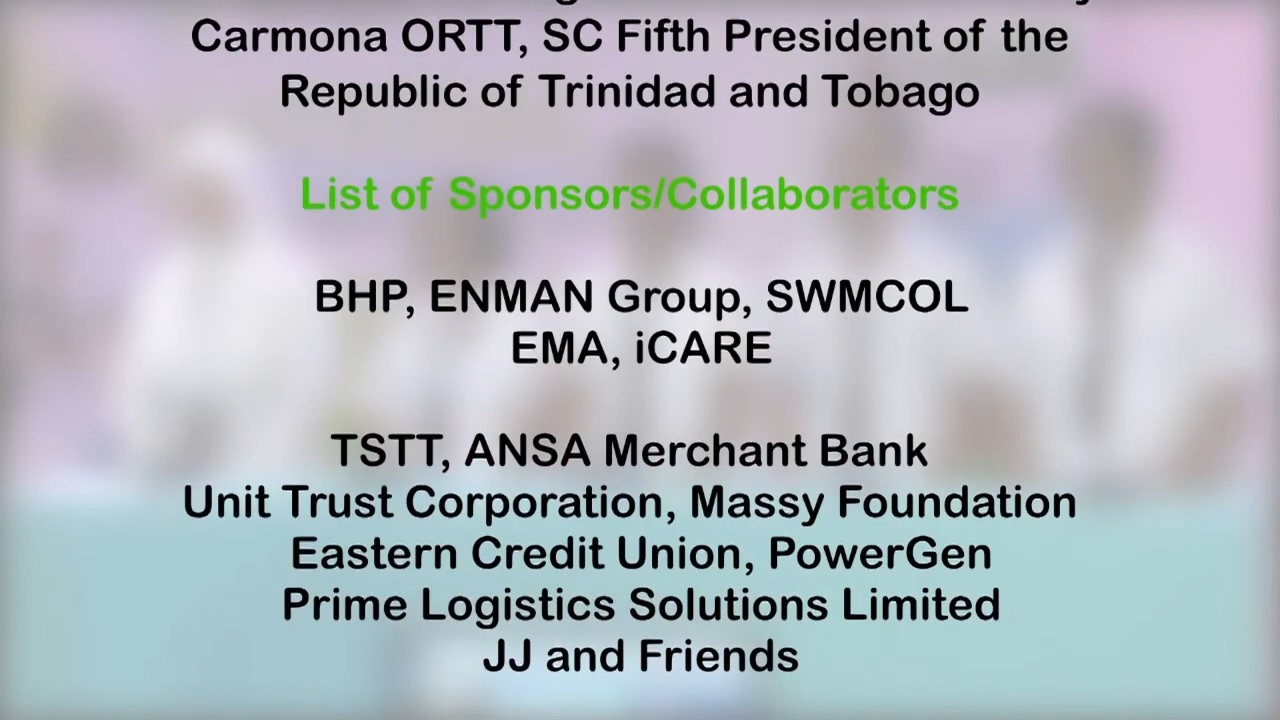 Carmona ORTT, SC Fifth President of the
Republic of Trinidad and Tobago
List of Sponsors/Collaborators
BHP, ENMAN Group, SWMCOL
EMA, iCARE
TSTT, ANSA Merchant Bank
Unit Trust Corporation, Massy Foundation
Eastern Credit Union, PowerGen
Prime Logistics Solutions Limited
JJ and Friends